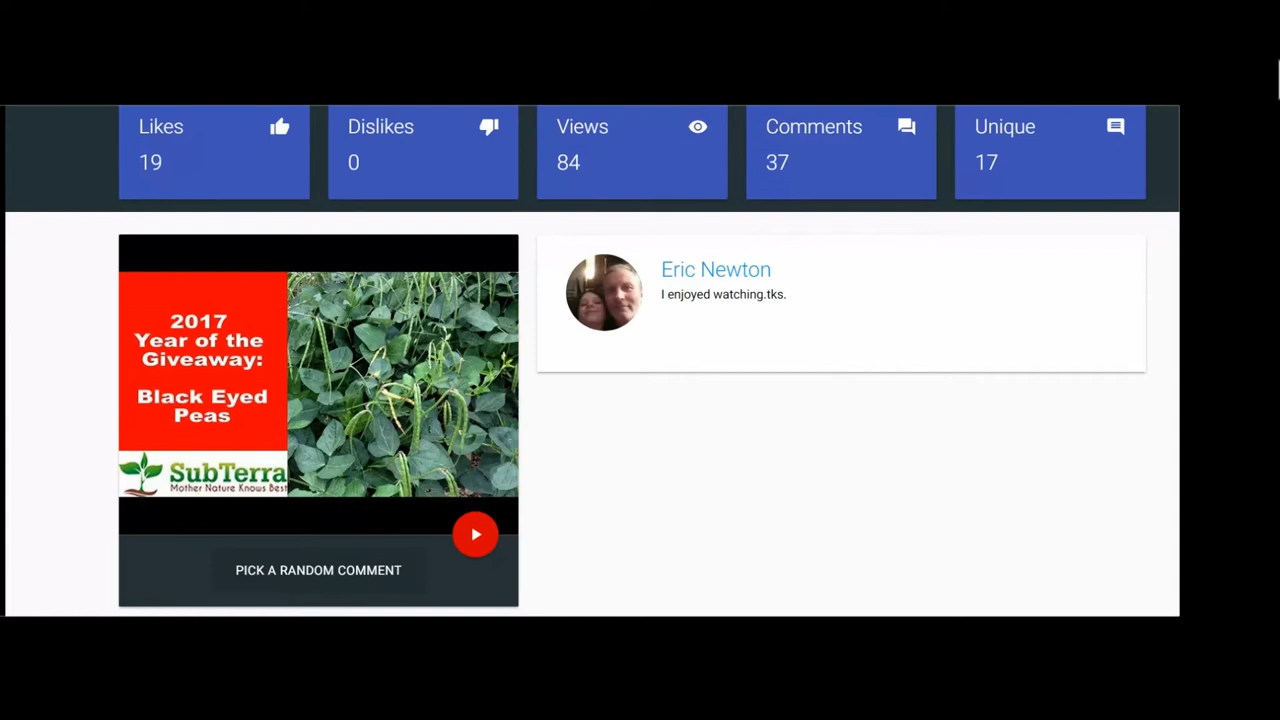 Likes
19
Dislikes
0
Views
84
Comments
37
Unique
17
2017
Year of the
Giveaway:
Black Eyed
Peas
SubTerra
Mother Nature Knows Best
PICK A RANDOM COMMENT
Eric Newton
I enjoyed watching.tks.